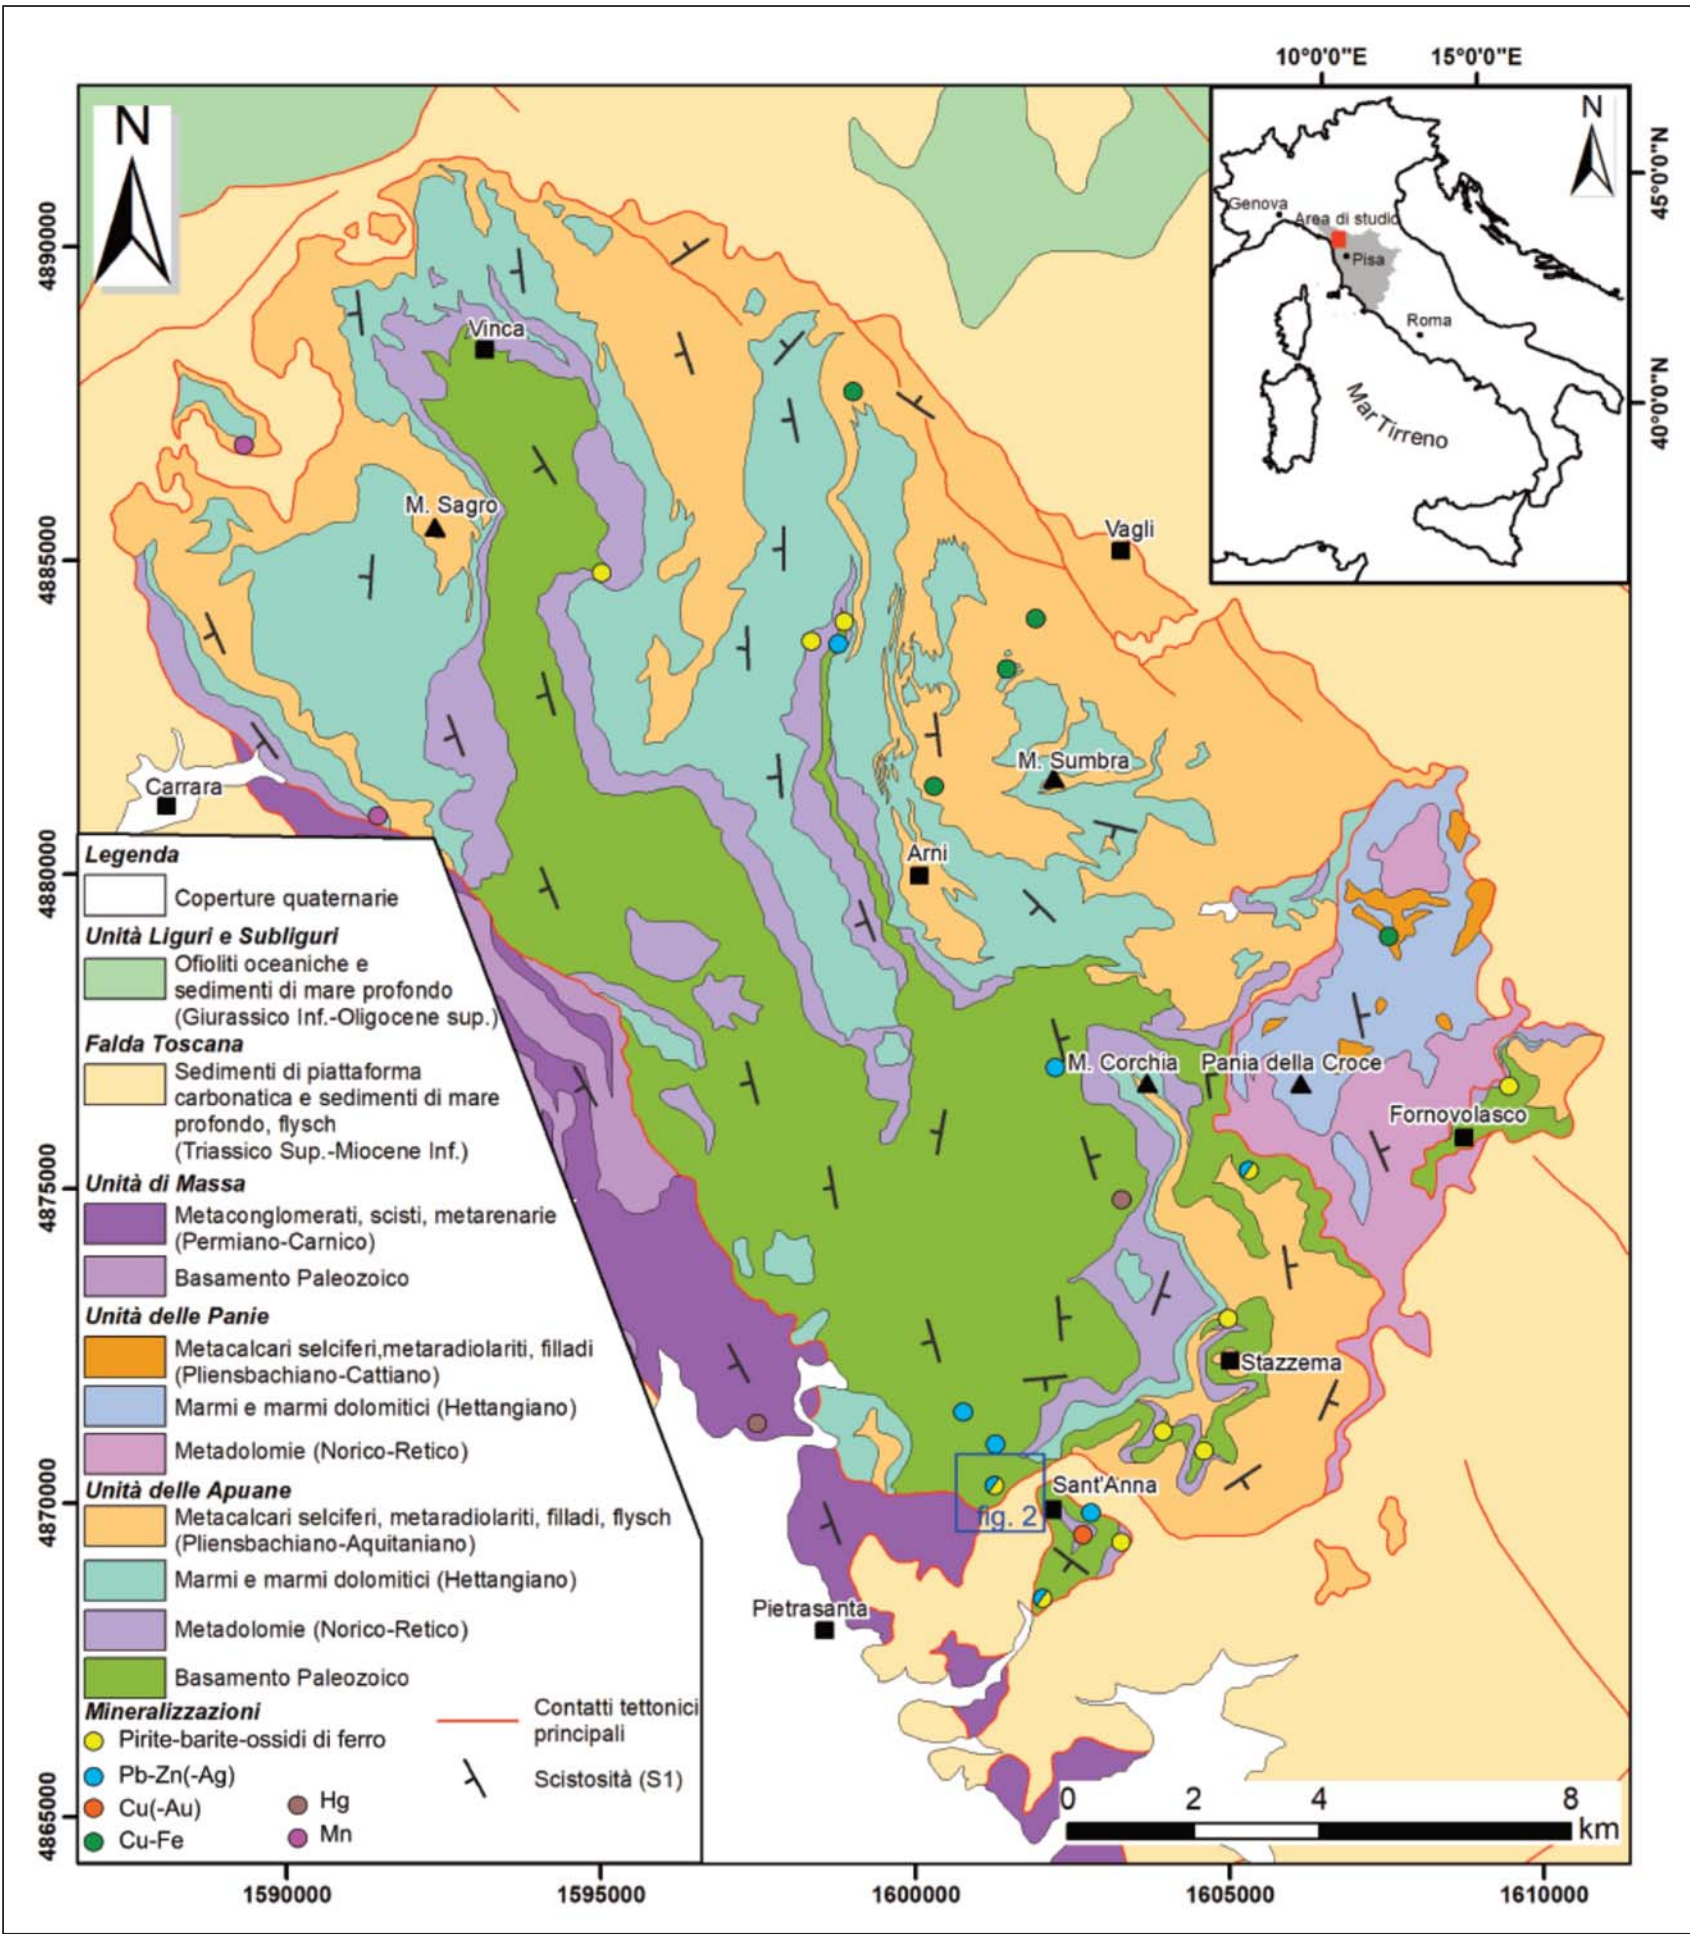 10°0'0"E
15°0'0"E
N
N
45°0'0"N
40°0'0"N
Genova
Area di studio
Pisa
Roma
Mar Tirreno
4890000
4885000
4880000
4875000
4870000
4865000
Vinca
M. Sagro
Vagli
M. Sumbra
Carrara
Arni
M. Corchia
Pania della Croce
Fornovolasco
Stazzema
Sant'Anna
fig. 2
Pietrasanta
Legenda
Coperture quaternarie
Unità Liguri e Subliguri
Ofioliti oceaniche e
sedimenti di mare profondo
(Giurassico Inf.-Oligocene sup.)
Falda Toscana
Sedimenti di piattaforma
carbonatica e sedimenti di mare
profondo, flysch
(Triassico Sup.-Miocene Inf.)
Unità di Massa
Metaconglomerati, scisti, metarenarie
(Permiano-Carnico)
Basamento Paleozoico
Unità delle Panie
Metacalcari selciferi,metaradiolariti, filladi
(Pliensbachiano-Cattiano)
Marmi e marmi dolomitici (Hettangiano)
Metadolomie (Norico-Retico)
Unità delle Apuane
Metacalcari selciferi, metaradiolariti, filladi, flysch
(Pliensbachiano-Aquitaniano)
Marmi e marmi dolomitici (Hettangiano)
Metadolomie (Norico-Retico)
Basamento Paleozoico
Mineralizzazioni
Pirite-barite-ossidi di ferro
Pb-Zn(-Ag)
Cu(-Au)
Cu-Fe
Hg
Mn
Contatti tettonici
principali
Scistosità (S1)
0 2 4 8
km
1590000
1595000
1600000
1605000
1610000